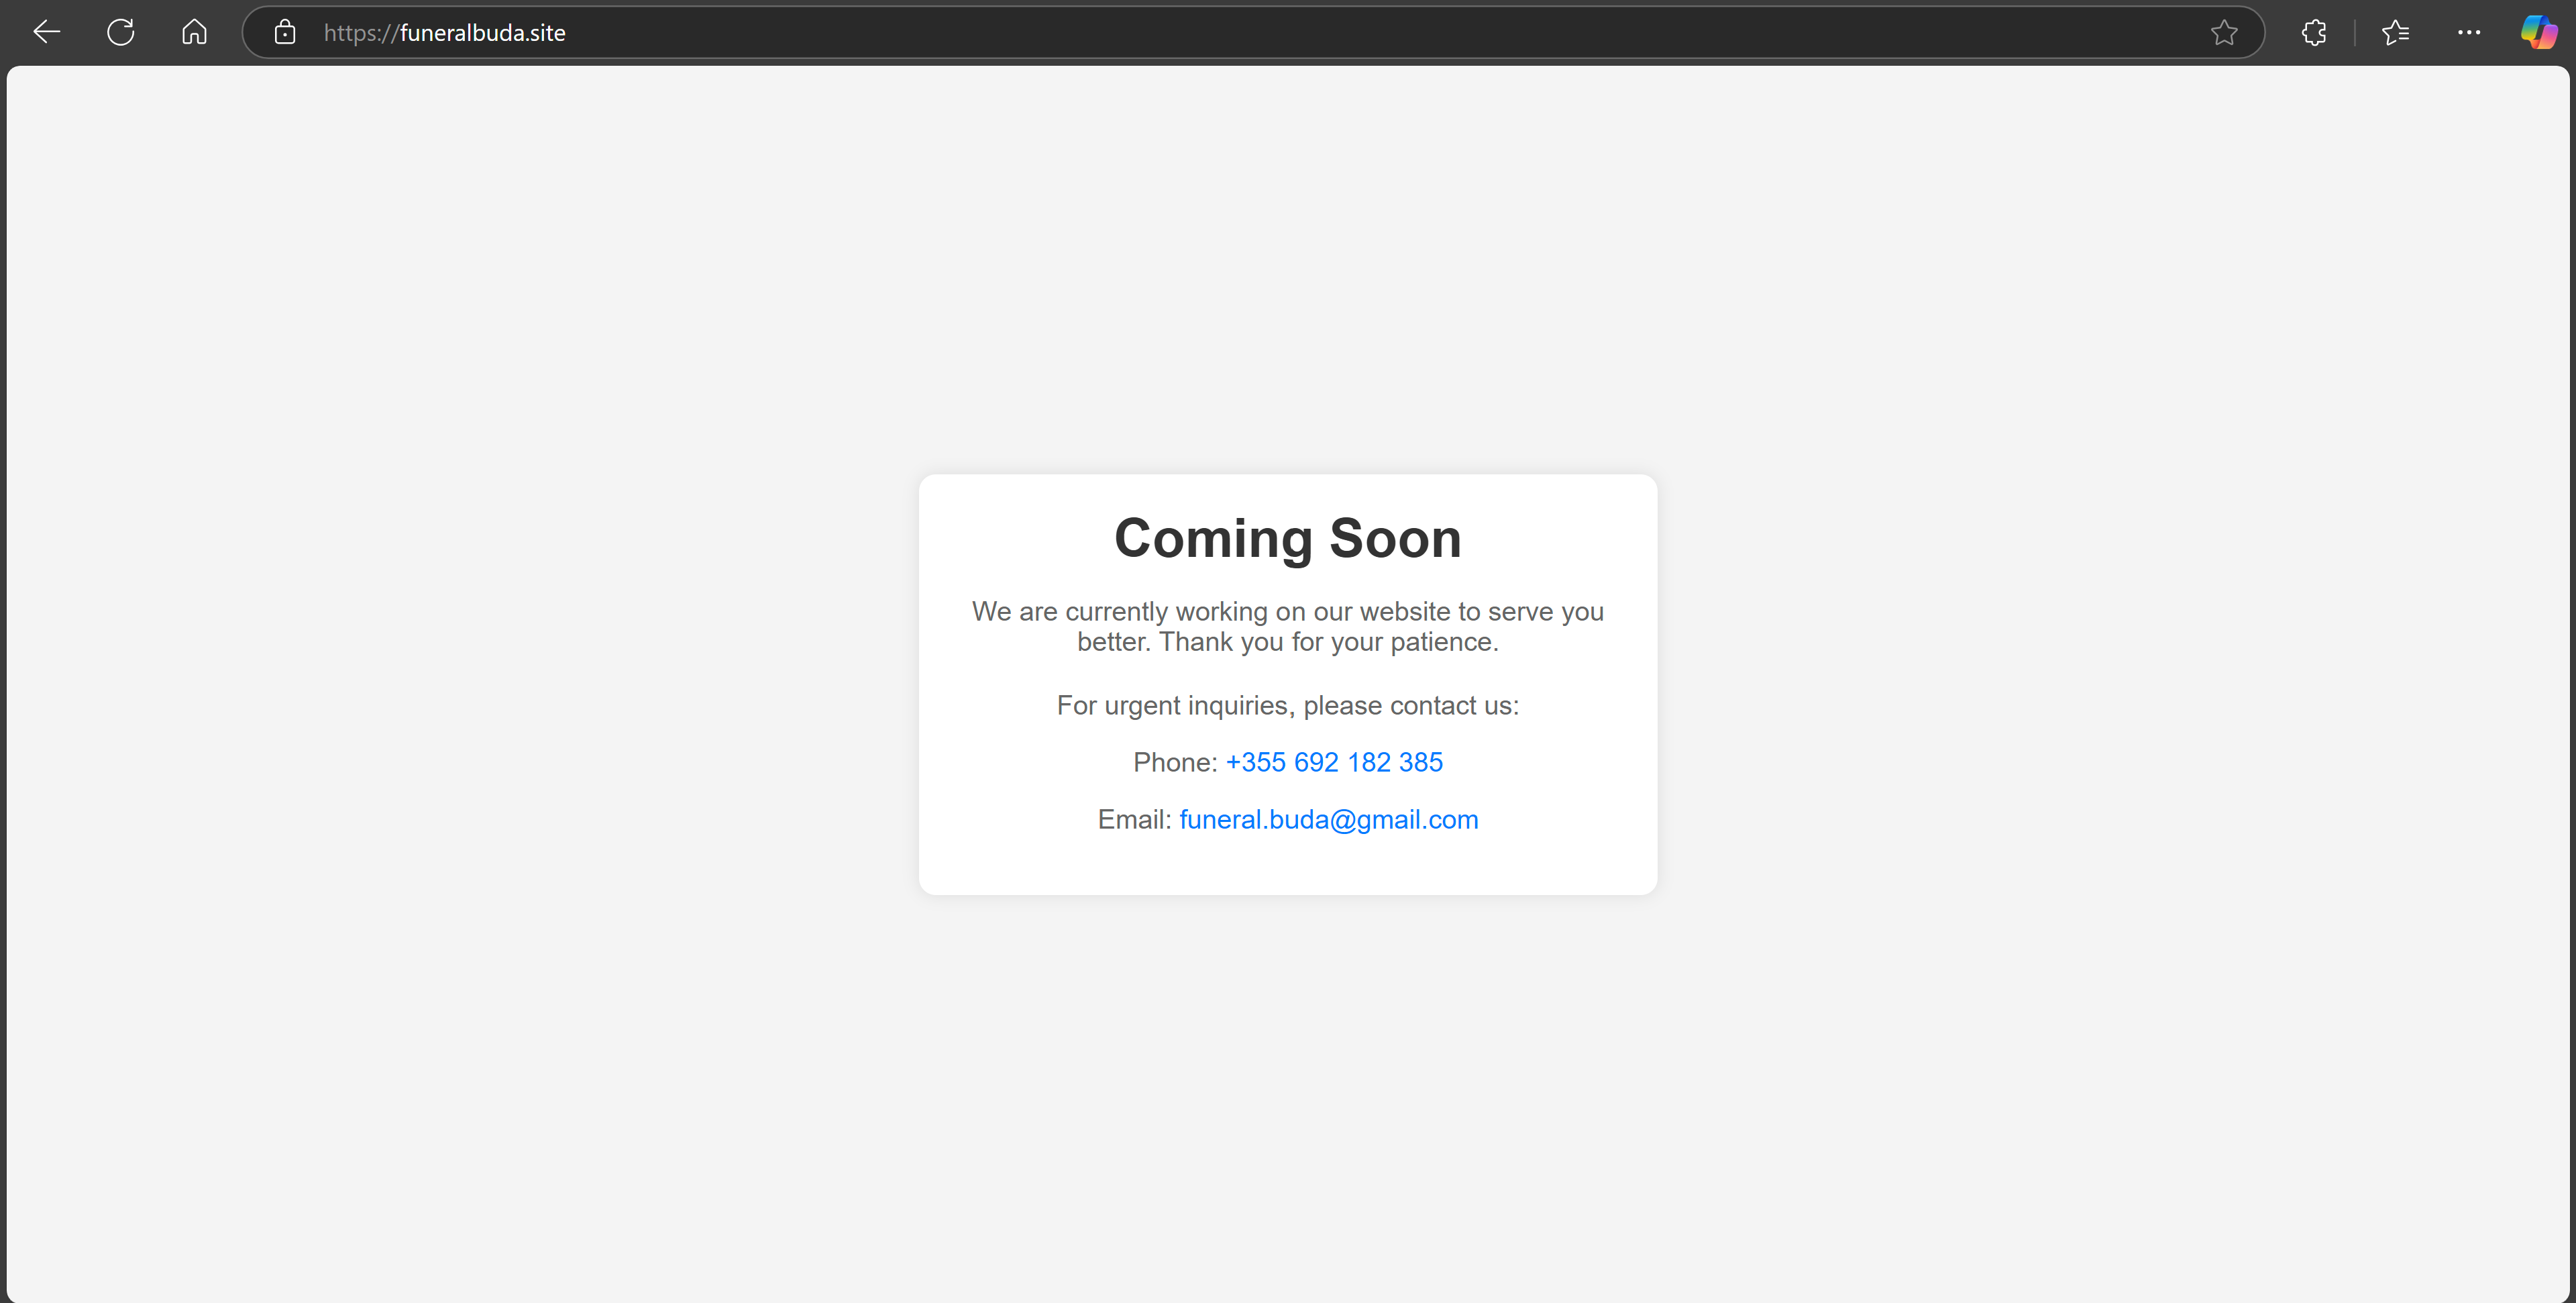 https://funeralbuda.site
Coming Soon
We are currently working on our website to serve you
better. Thank you for your patience.
For urgent inquiries, please contact us:
Phone: +355 692 182 385
Email: funeral.buda@gmail.com